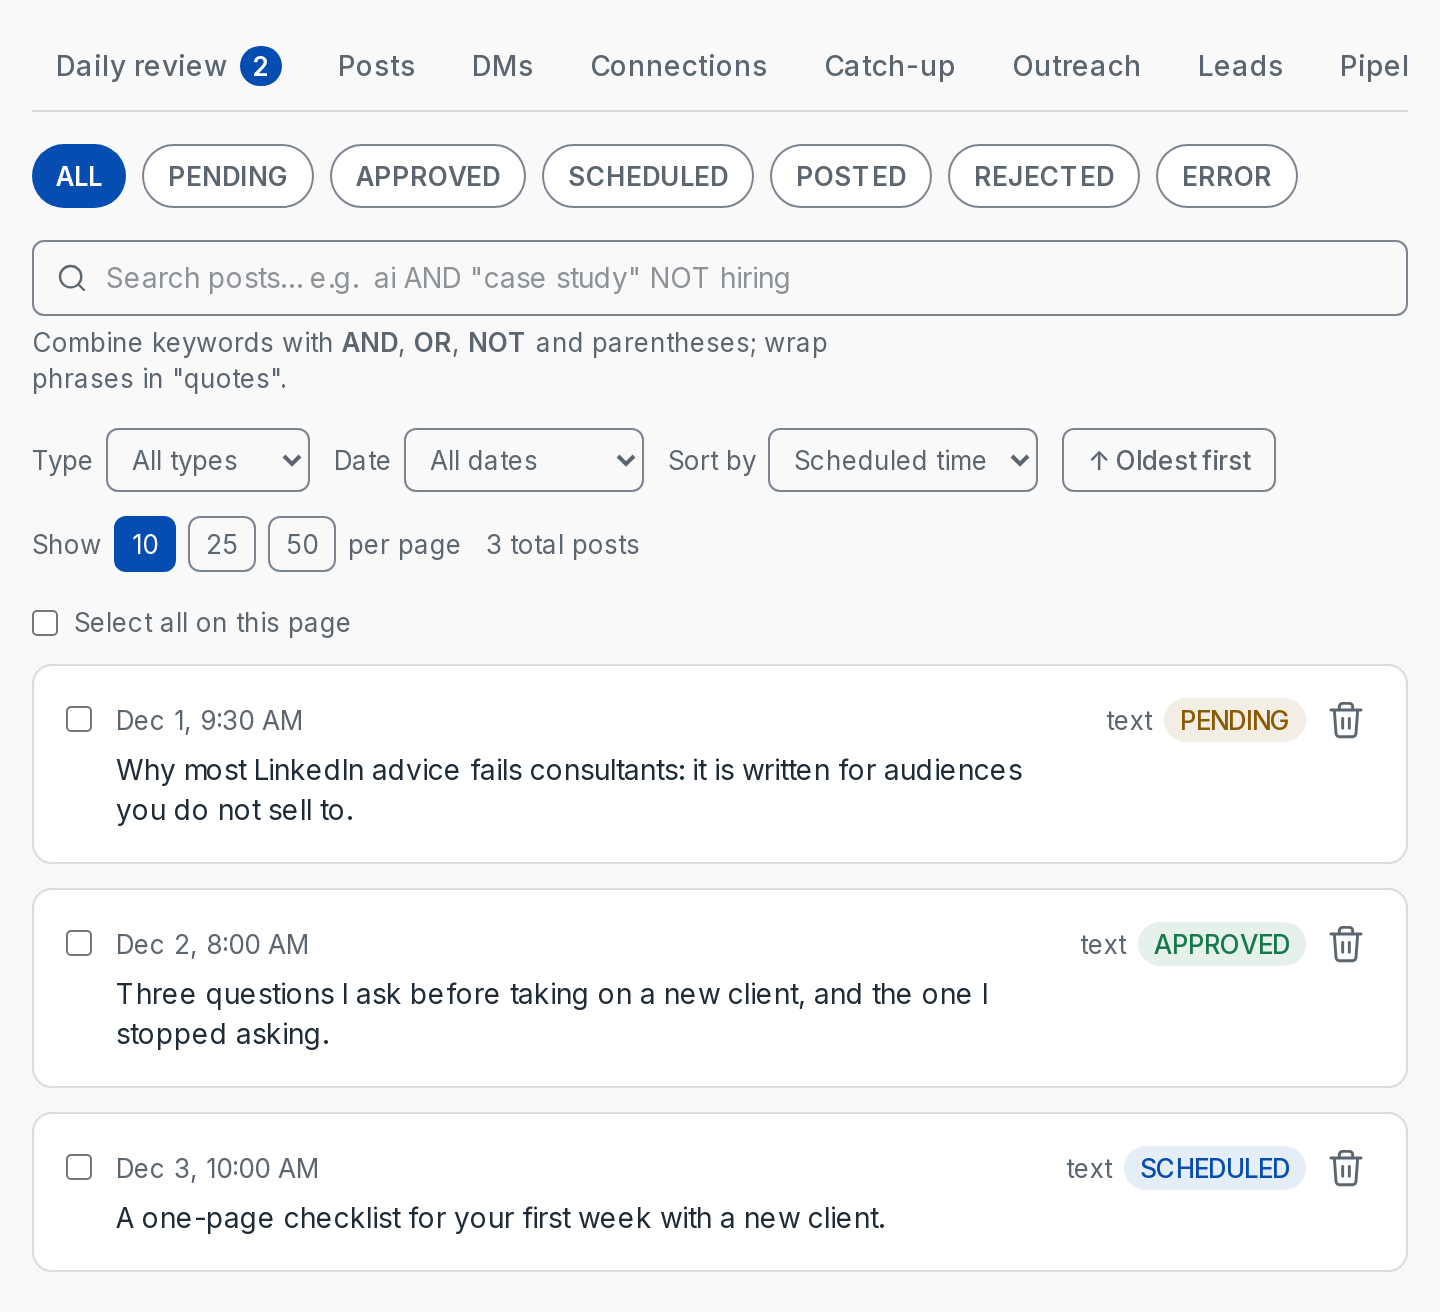 Daily review 2 Posts DMs Connections Catch-up Outreach Leads Pipel
ALL PENDING APPROVED SCHEDULED POSTED REJECTED ERROR
Search posts... e.g. ai AND "case study" NOT hiring
Combine keywords with AND, OR, NOT and parentheses; wrap
phrases in "quotes".
Type All types Date All dates Sort by Scheduled time ↑ Oldest first
Show 10 25 50 per page 3 total posts
Select all on this page
Dec 1, 9:30 AM text PENDING
Why most LinkedIn advice fails consultants: it is written for audiences
you do not sell to.
Dec 2, 8:00 AM text APPROVED
Three questions I ask before taking on a new client, and the one I
stopped asking.
Dec 3, 10:00 AM text SCHEDULED
A one-page checklist for your first week with a new client.